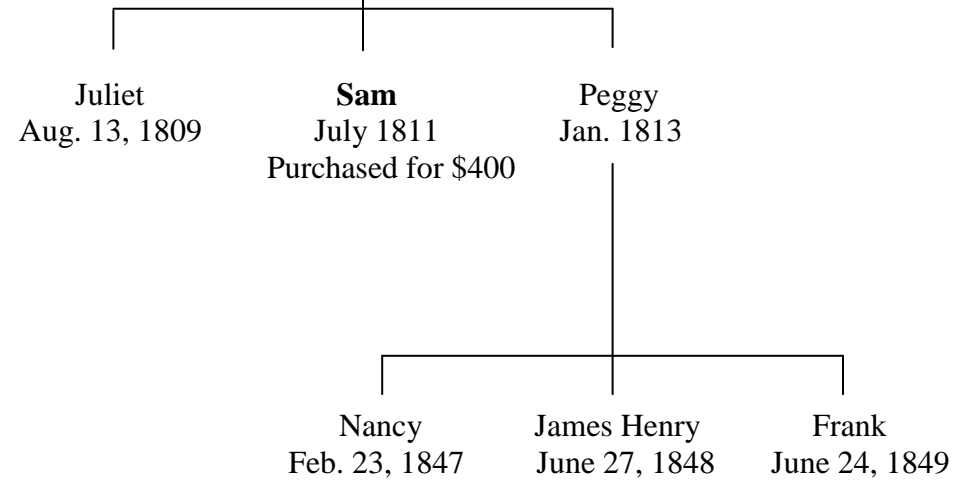 Juliet
Aug. 13, 1809
Sam
July 1811
Purchased for $400
Peggy
Jan. 1813
Nancy
Feb. 23, 1847
James Henry
June 27, 1848
Frank
June 24, 1849